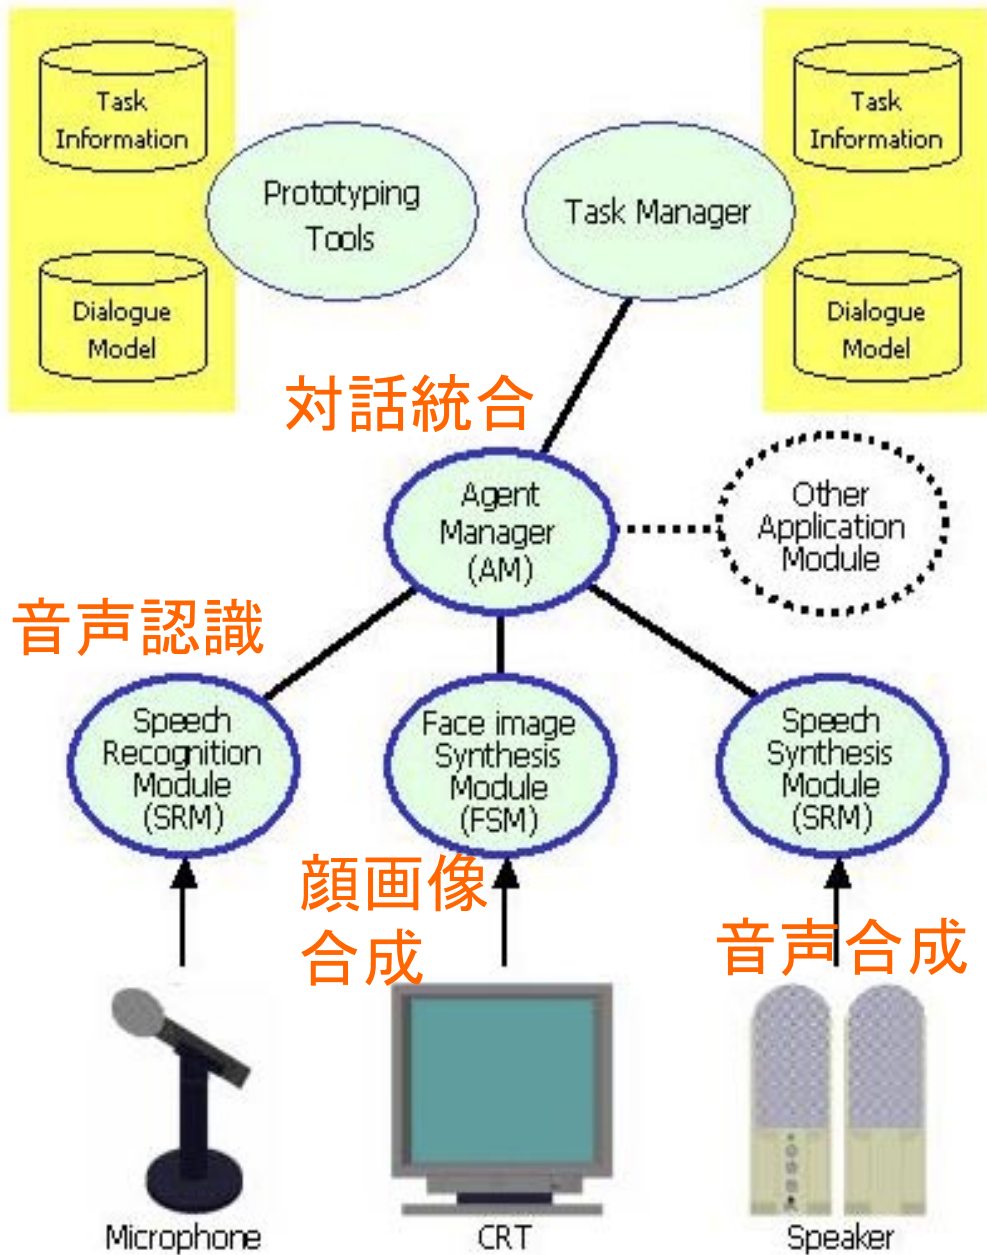 Task
Information
Dialogue
Model
Prototyping
Tools
Task Manager
Task
Information
Dialogue
Model
対話統合
Agent
Manager
(AM)
Other
Application
Module
音声認識
Speech
Recognition
Module
(SRM)
Face image
Synthesis
Module
(FSM)
Speech
Synthesis
Module
(SRM)
顔画像
合成
音声合成
Microphone
CRT
Speaker